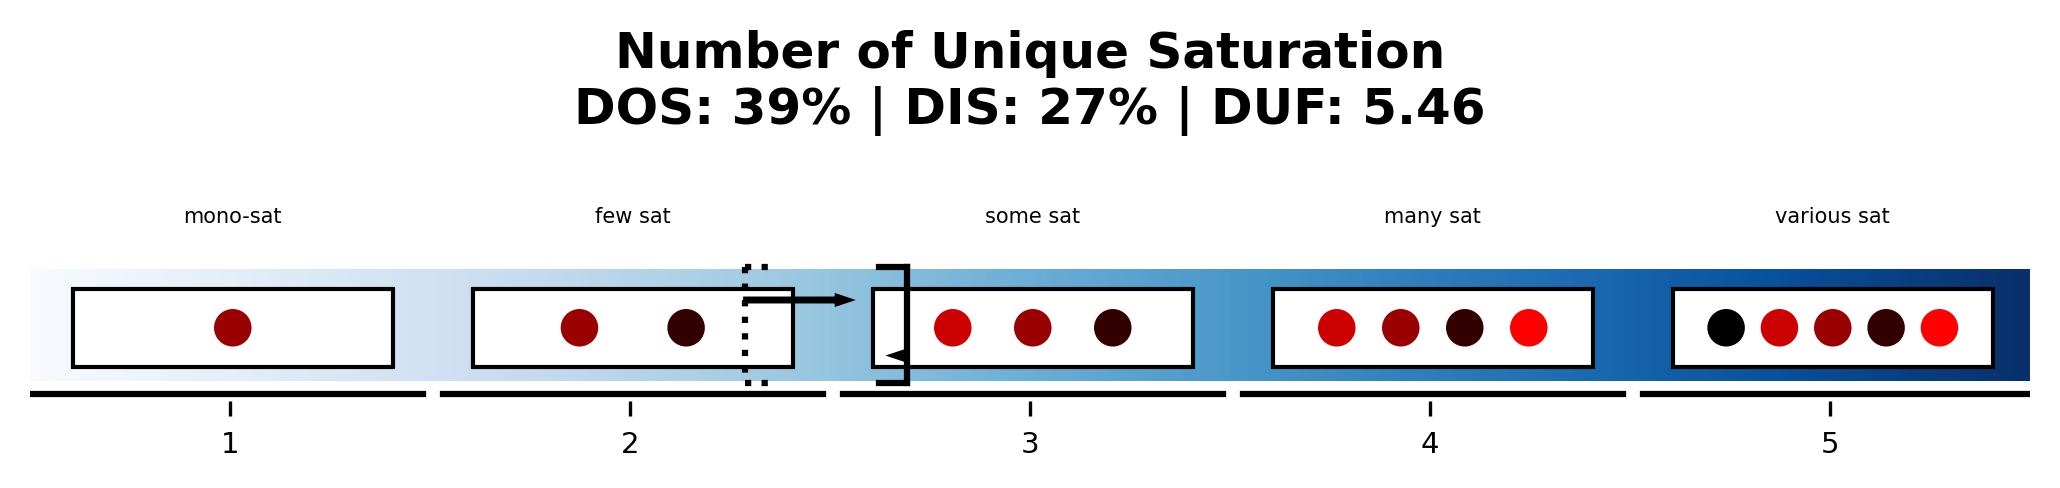 Number of Unique Saturation
DOS: 39% | DIS: 27% | DUF: 5.46
mono-sat few sat some sat many sat various sat
1 2 3 4 5